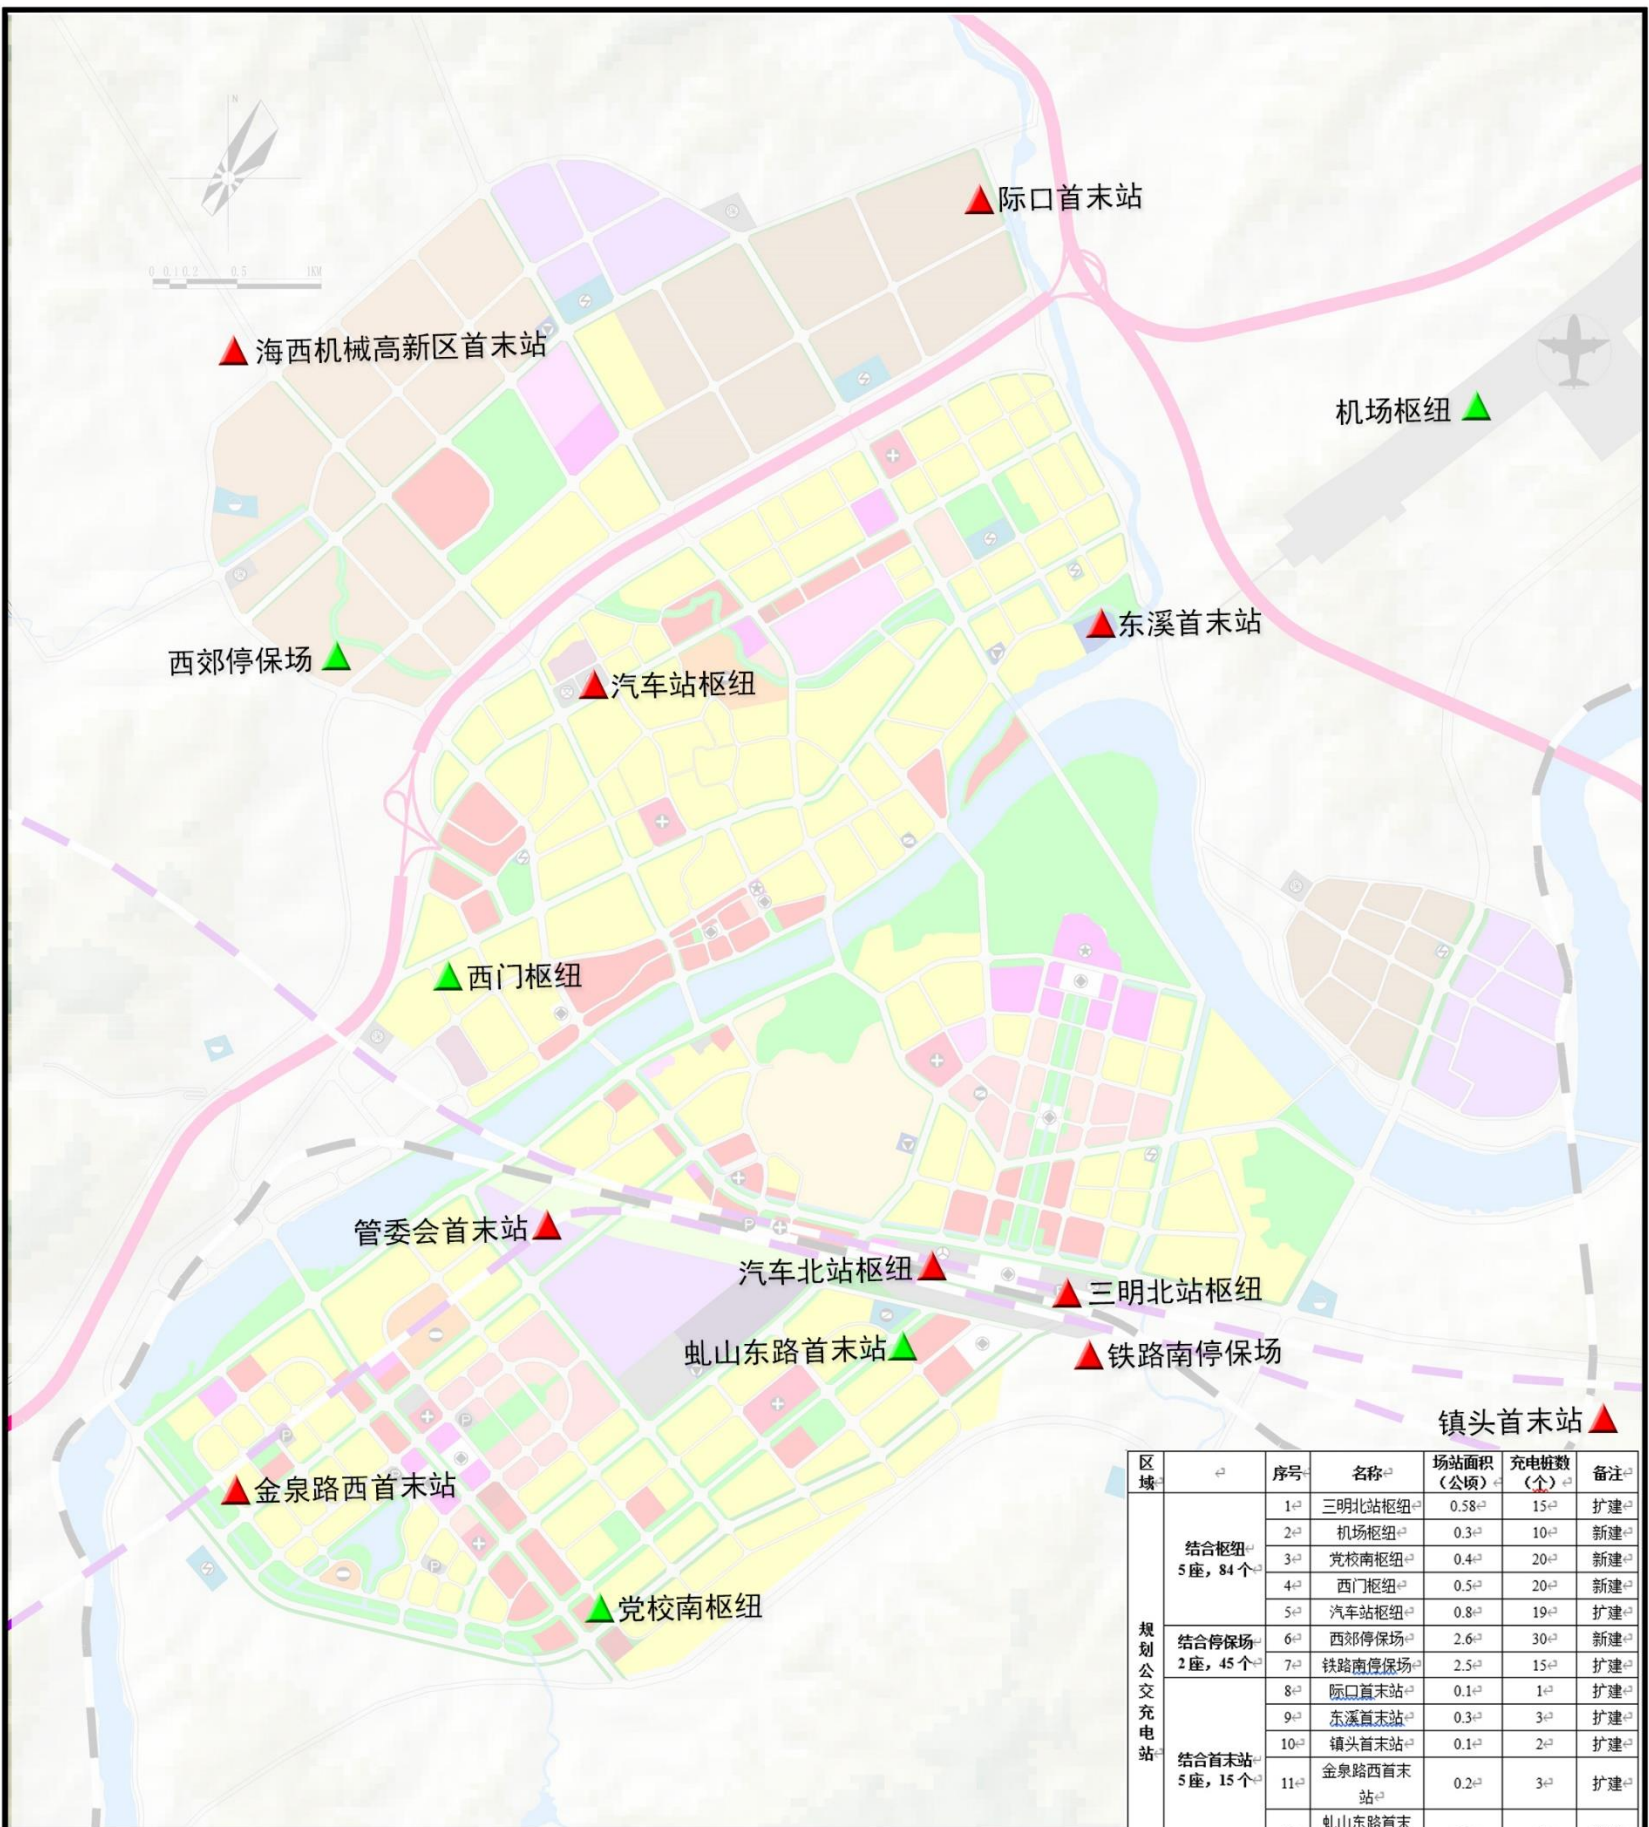 N
0 0.1 0.2 0.5 1KM
际口首末站
海西机械高新区首末站
机场枢纽
东溪首末站
西郊停保场
汽车站枢纽
西门枢纽
管委会首末站
汽车北站枢纽
三明北站枢纽
虬山东路首末站
铁路南停保场
镇头首末站
金泉路西首末站
党校南枢纽
区域 序号 名称 场站面积（公顷） 充电桩数（个） 备注
规划公交充电站
结合枢纽
5座，84个
1 三明北站枢纽 0.58 15 扩建
2 机场枢纽 0.3 10 新建
3 党校南枢纽 0.4 20 新建
4 西门枢纽 0.5 20 新建
5 汽车站枢纽 0.8 19 扩建
结合停保场
2座，45个
6 西郊停保场 2.6 30 新建
7 铁路南停保场 2.5 15 扩建
结合首末站
5座，15个
8 际口首末站 0.1 1 扩建
9 东溪首末站 0.3 3 扩建
10 镇头首末站 0.1 2 扩建
11 金泉路西首末站 0.2 3 扩建
虬山东路首末